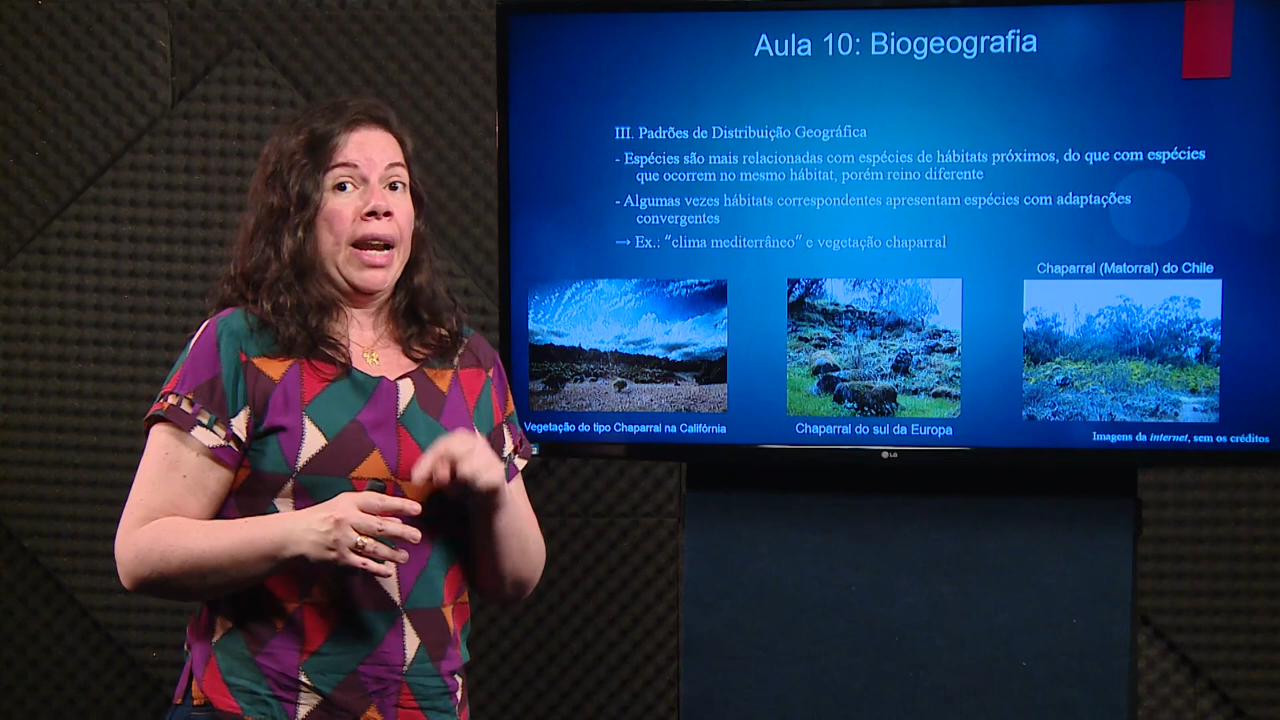 Aula 10: Biogeografia
III. Padrões de Distribuição Geográfica
- Espécies são mais relacionadas com espécies de hábitats próximos, do que com espécies
que ocorrem no mesmo hábitat, porém reino diferente
- Algumas vezes hábitats correspondentes apresentam espécies com adaptações
convergentes
→ Ex.: "clima mediterrâneo" e vegetação chaparral
Chaparral (Matorral) do Chile
Vegetação do tipo Chaparral na Califórnia
Chaparral do sul da Europa
Imagens da internet, sem os créditos
LG